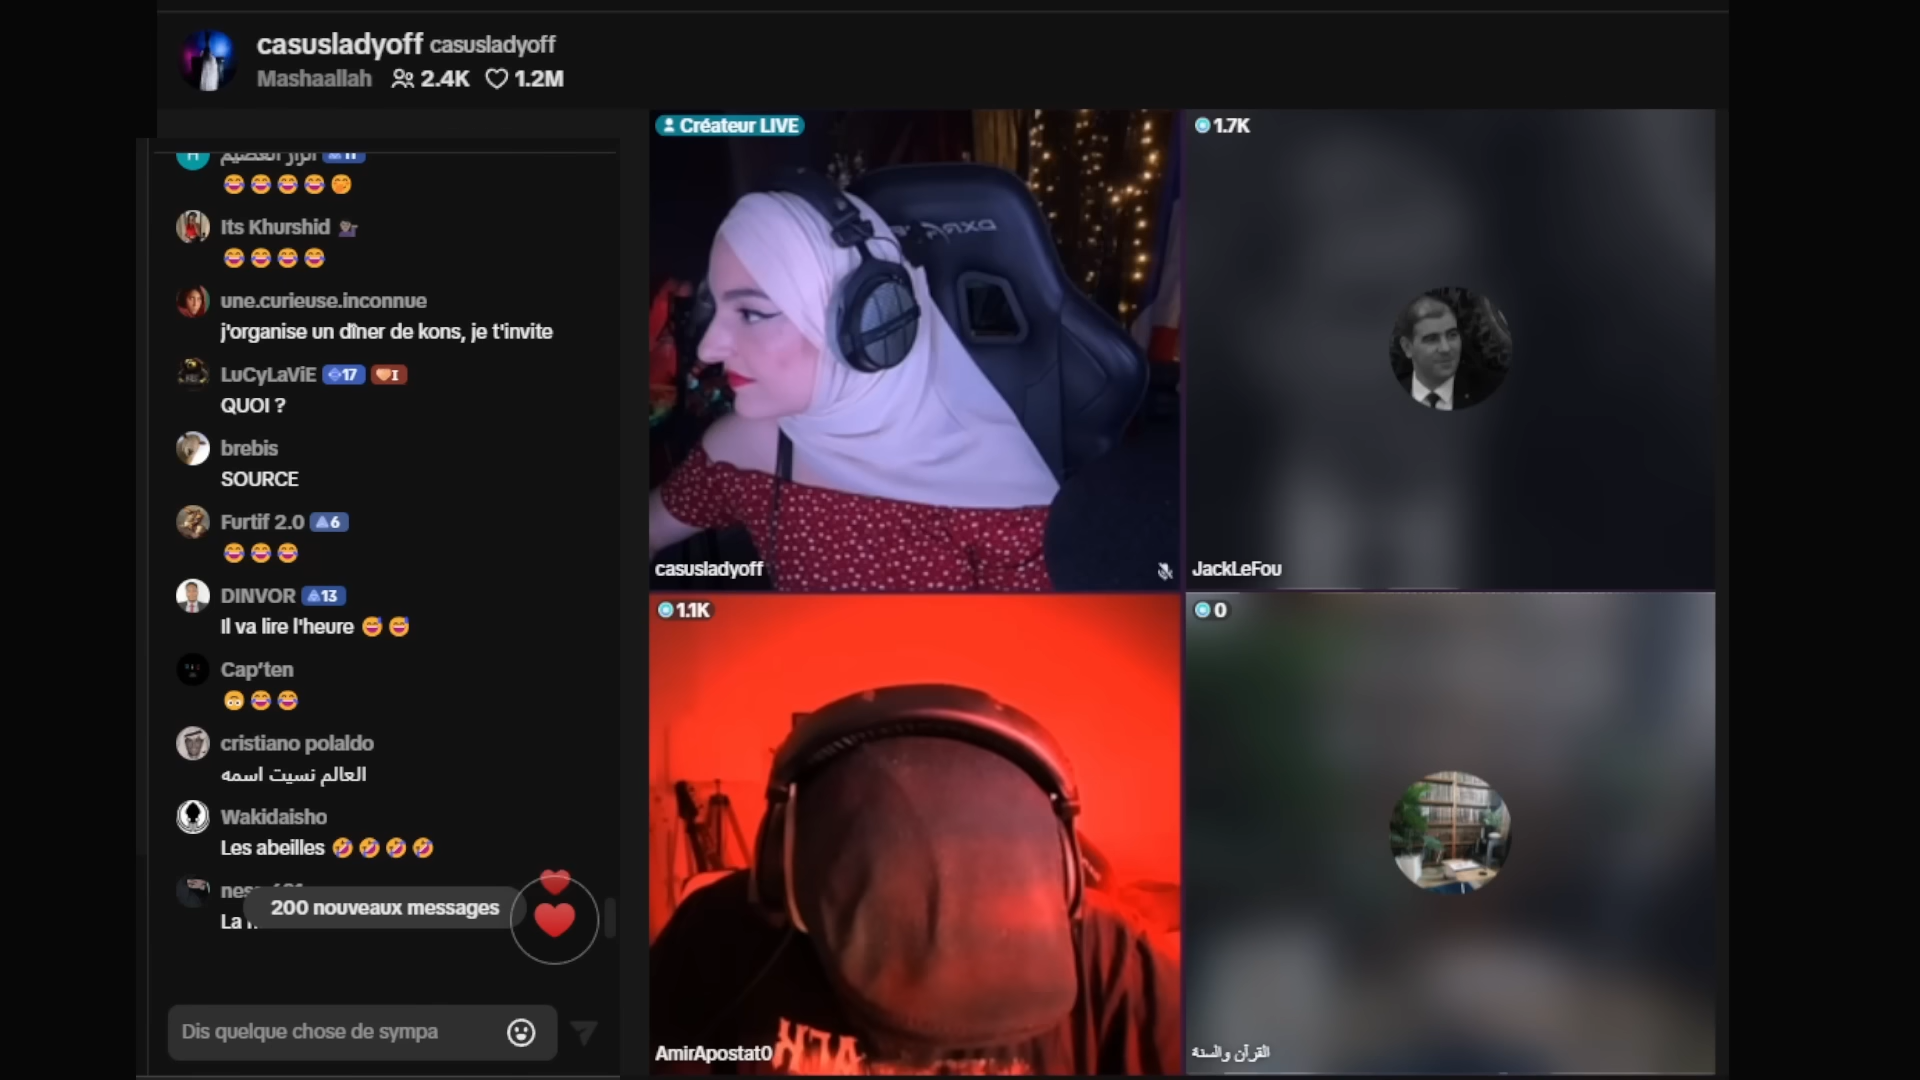 casusladyoff casusladyoff
Mashaallah 2.4K 1.2M
11
😂😂😂😂🤭
Its Khurshid
😂😂😂😂
une.curieuse.inconnue
j'organise un dîner de kons, je t'invite
LuCyLaViE 17 I
QUOI ?
brebis
SOURCE
Furtif 2.0 6
😂😂😂
DINVOR 13
Il va lire l'heure 😅😅
Cap'ten
😳😂😂
cristiano polaldo
العالم نسيت اسمه
Wakidaisho
Les abeilles 🤣🤣🤣🤣
La
200 nouveaux messages
Dis quelque chose de sympa
Créateur LIVE
casusladyoff
1.7K
JackLeFou
1.1K
AmirApostat0
0
القرآن والسنة